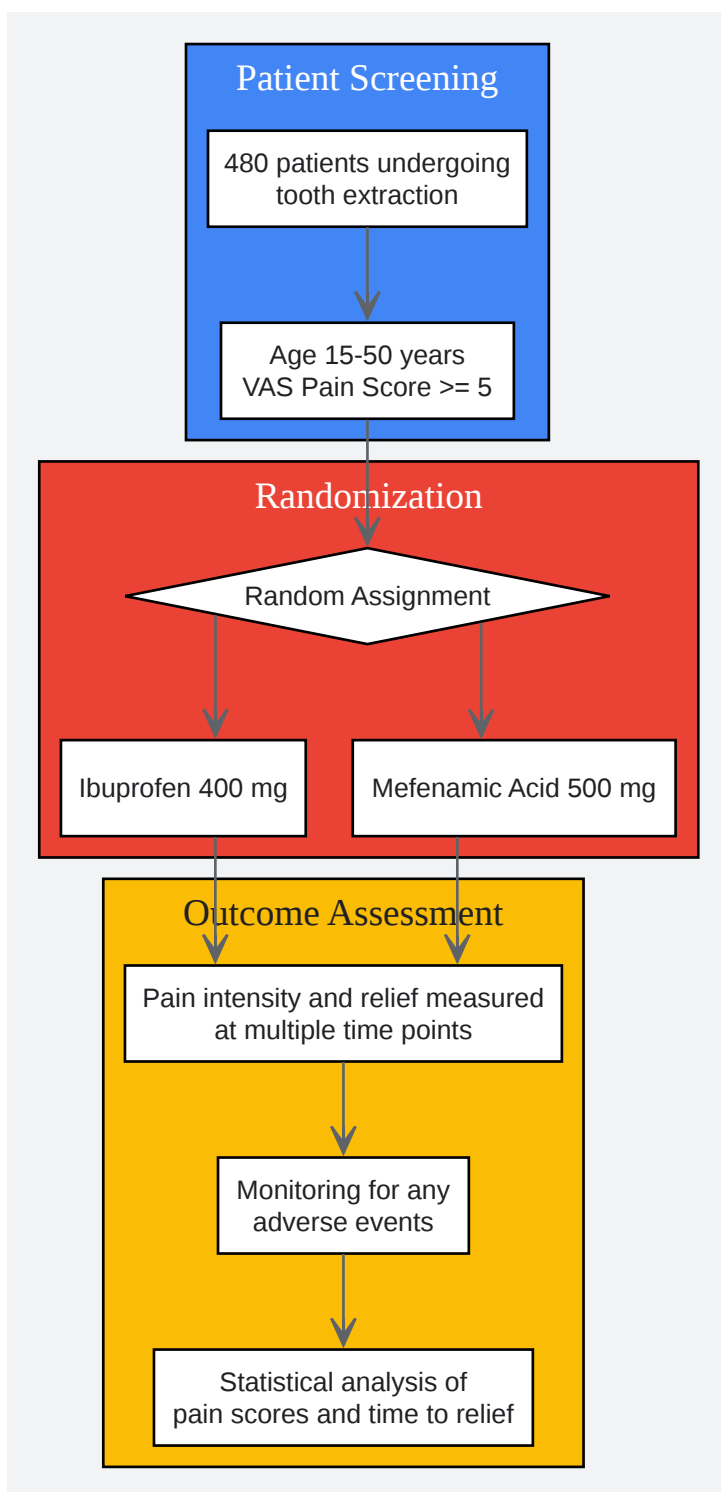 Patient Screening
480 patients undergoing
tooth extraction
Age 15-50 years
VAS Pain Score >= 5
Randomization
Random Assignment
Ibuprofen 400 mg
Mefenamic Acid 500 mg
Outcome Assessment
Pain intensity and relief measured
at multiple time points
Monitoring for any
adverse events
Statistical analysis of
pain scores and time to relief